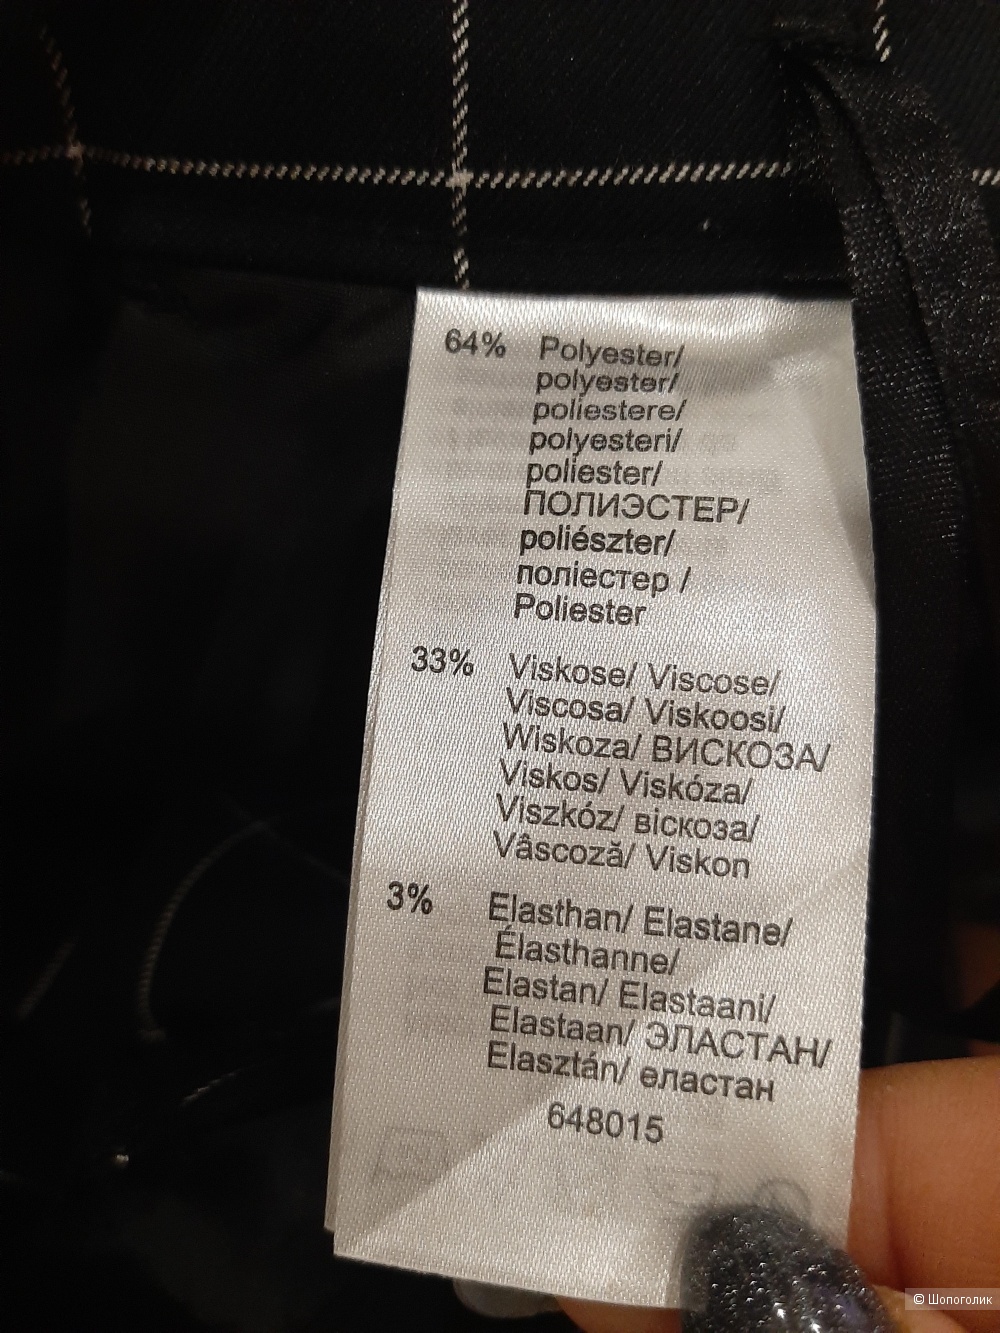 64% Polyester/
polyester/
poliestere/
polyesteri/
poliester/
ПОЛИЭСТЕР/
poliészter/
поліестер /
Poliester
33% Viskose/ Viscose/
Viscosa/ Viskoosi/
Wiskoza/ ВИСКОЗА/
Viskos/ Viskóza/
Viszkóz/ віскоза/
Vâscoză/ Viskon
3% Elasthan/ Elastane/
Élasthanne/
Elastan/ Elastaani/
Elastaan/ ЭЛАСТАН/
Elasztán/ еластан
648015
© Шопоголик